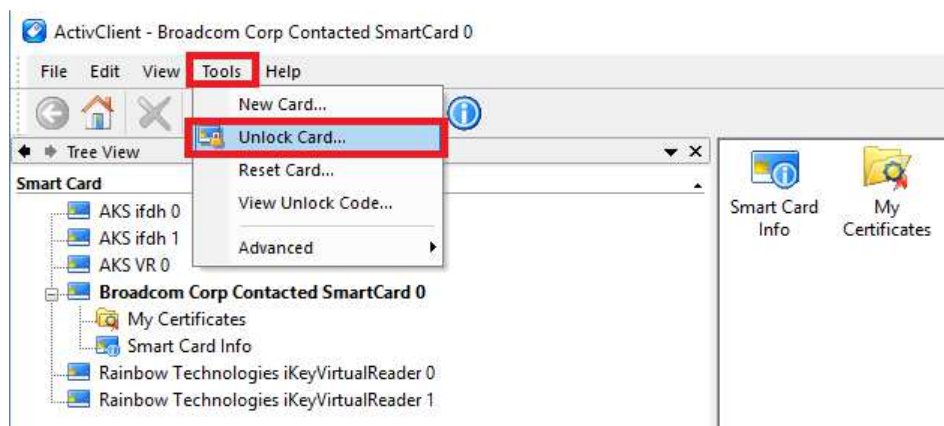 ActivClient - Broadcom Corp Contacted SmartCard 0
File Edit View Tools Help
New Card...
Unlock Card...
Reset Card...
View Unlock Code...
Advanced
Tree View
Smart Card
AKS ifdh 0
AKS ifdh 1
AKS VR 0
Broadcom Corp Contacted SmartCard 0
My Certificates
Smart Card Info
Rainbow Technologies iKeyVirtualReader 0
Rainbow Technologies iKeyVirtualReader 1
Smart Card
Info
My
Certificates